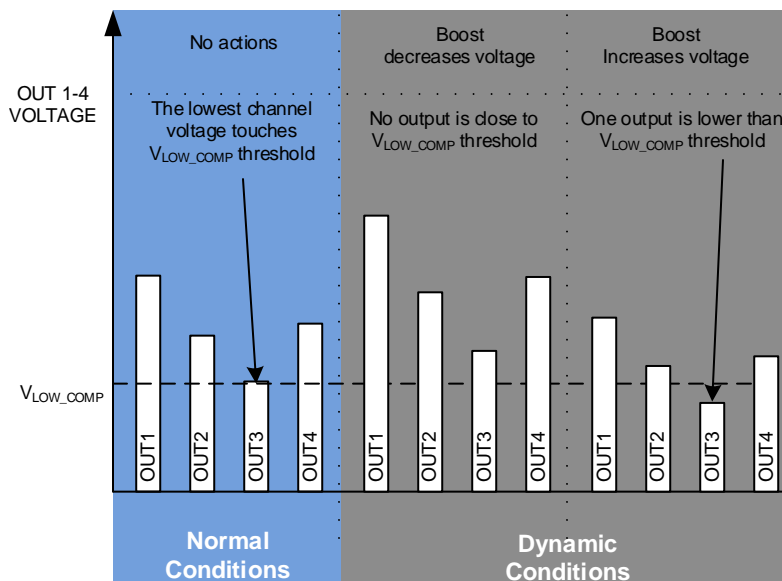 No actions
Boost
decreases voltage
Boost
Increases voltage
OUT 1-4
VOLTAGE
The lowest channel
voltage touches
VLOW_COMP threshold
No output is close to
VLOW_COMP threshold
One output is lower than
VLOW_COMP threshold
VLOW_COMP
OUT1
OUT2
OUT3
OUT4
OUT1
OUT2
OUT3
OUT4
OUT1
OUT2
OUT3
OUT4
Normal
Conditions
Dynamic
Conditions